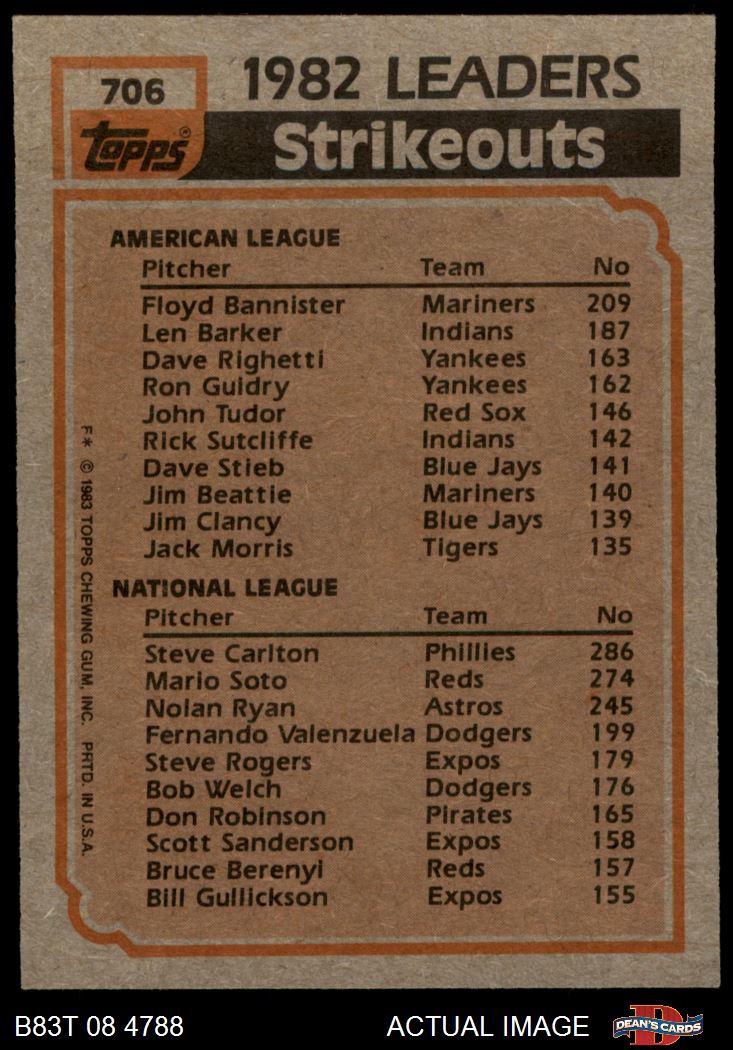 706
1982 LEADERS
topps®
Strikeouts
AMERICAN LEAGUE
Pitcher Team No
Floyd Bannister Mariners 209
Len Barker Indians 187
Dave Righetti Yankees 163
Ron Guidry Yankees 162
John Tudor Red Sox 146
Rick Sutcliffe Indians 142
Dave Stieb Blue Jays 141
Jim Beattie Mariners 140
Jim Clancy Blue Jays 139
Jack Morris Tigers 135
NATIONAL LEAGUE
Pitcher Team No
Steve Carlton Phillies 286
Mario Soto Reds 274
Nolan Ryan Astros 245
Fernando Valenzuela Dodgers 199
Steve Rogers Expos 179
Bob Welch Dodgers 176
Don Robinson Pirates 165
Scott Sanderson Expos 158
Bruce Berenyi Reds 157
Bill Gullickson Expos 155
F* © 1983 TOPPS CHEWING GUM, INC. PRTD. IN U.S.A.
B83T 08 4788 ACTUAL IMAGE
D
DEAN'S CARDS